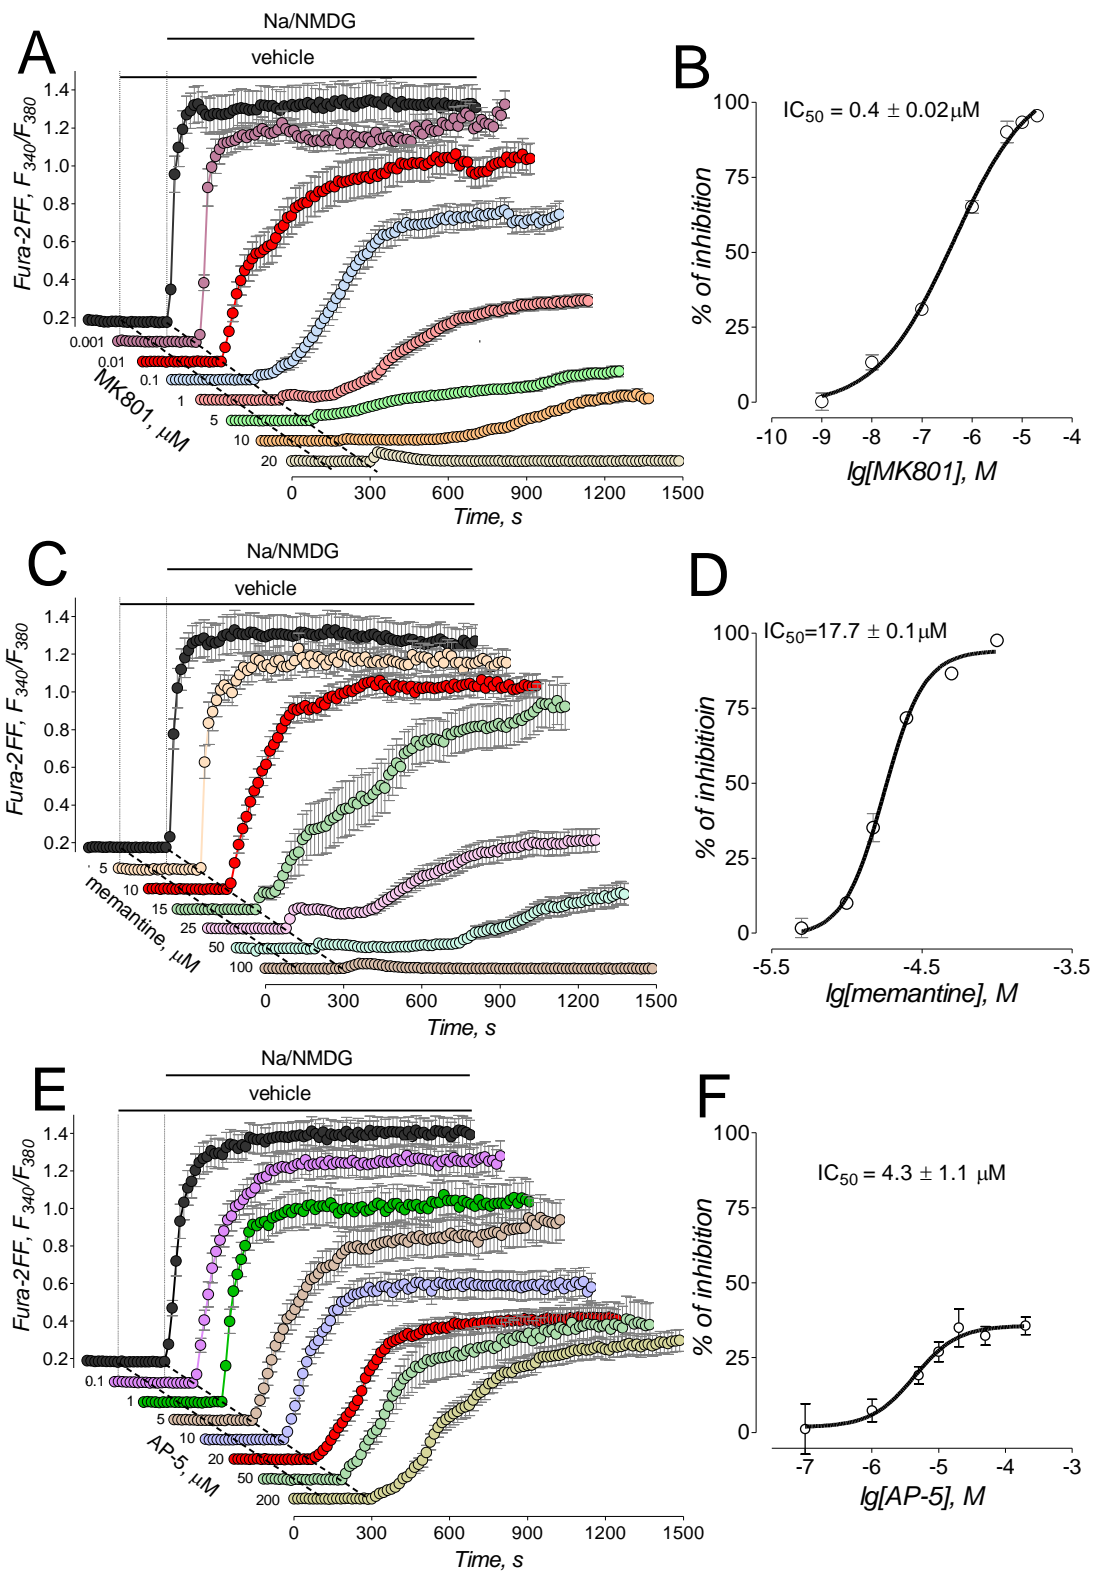 A
Na/NMDG
vehicle
Fura-2FF, F340/F380
1.4
1.2
1.0
0.8
0.6
0.4
0.2
0.001
0.01
0.1
1
5
10
20
MK801, μM
0 300 600 900 1200 1500
Time, s
B
IC50 = 0.4 ± 0.02μM
% of inhibition
100
75
50
25
0
-10 -9 -8 -7 -6 -5 -4
lg[MK801], M
C
Na/NMDG
vehicle
Fura-2FF, F340/F380
1.4
1.2
1.0
0.8
0.6
0.4
0.2
5
10
15
25
50
100
memantine, μM
0 300 600 900 1200 1500
Time, s
D
IC50=17.7 ± 0.1μM
% of inhibitioin
100
75
50
25
0
-5.5 -4.5 -3.5
lg[memantine], M
E
Na/NMDG
vehicle
Fura-2FF, F340/F380
1.4
1.2
1.0
0.8
0.6
0.4
0.2
0.1
1
5
10
20
50
200
AP-5, μM
0 300 600 900 1200 1500
Time, s
F
IC50 = 4.3 ± 1.1 μM
% of inhibition
100
75
50
25
0
-7 -6 -5 -4 -3
lg[AP-5], M